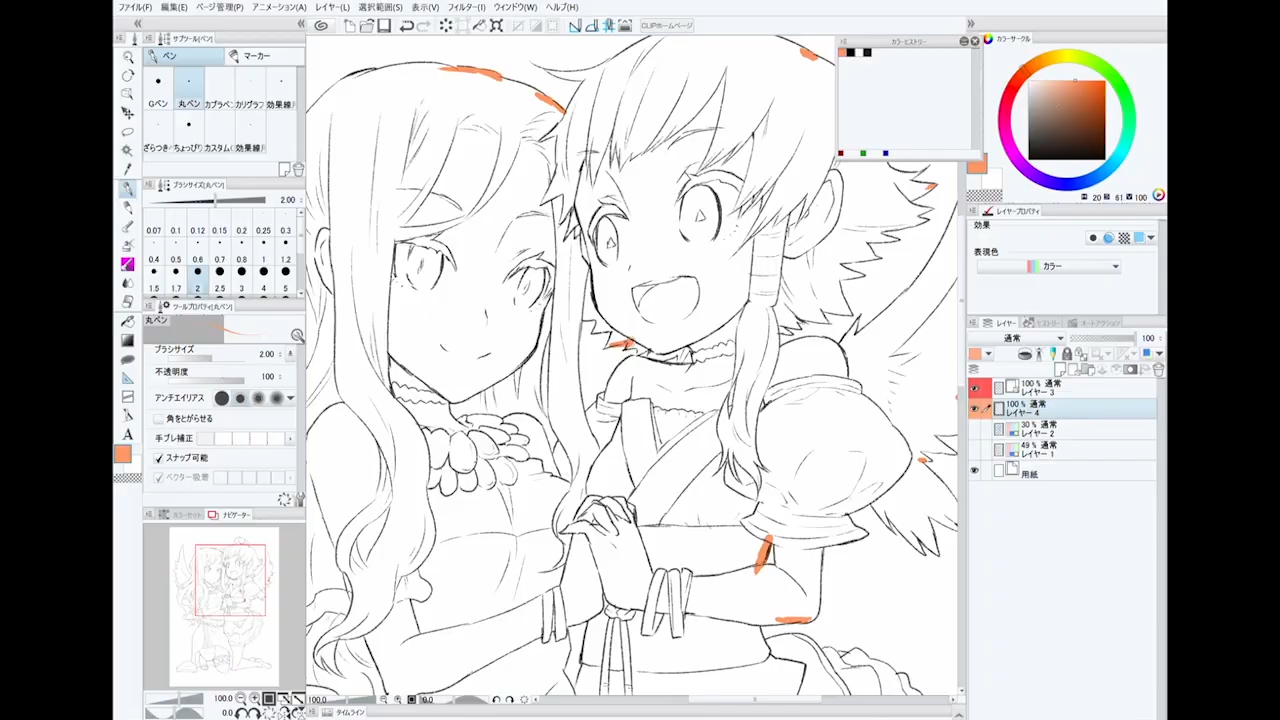 ファイル(F) 編集(E) ページ管理(P) アニメーション(A) レイヤー(L) 選択範囲(S) 表示(V) フィルター(I) ウィンドウ(W) ヘルプ(H)
CLIPホームページ
サブツール[ペン]
ペン マーカー
Gペン 丸ペン カブラペン カリグラフ 効果線用
ざらつき ちょっぴり カスタム 効果線用
ブラシサイズ[丸ペン]
2.00
0.07 0.1 0.12 0.15 0.2 0.25 0.3
0.4 0.5 0.6 0.7 0.8 1 1.2
1.5 1.7 2 2.5 3 4 5
ツールプロパティ[丸ペン]
丸ペン
ブラシサイズ 2.00
不透明度 100
アンチエイリアス
角をとがらせる
手ブレ補正
スナップ可能
ベクター吸着
カラーセット ナビゲーター
100.0
0.0
100.0 0.0
タイムライン
カラーヒストリー
カラーサークル
H 20 S 61 V 100
レイヤープロパティ
効果
表現色
カラー
レイヤー ヒストリー オートアクション
通常 100
100 % 通常
レイヤー 3
100 % 通常
レイヤー 4
30 % 通常
レイヤー 2
49 % 通常
レイヤー 1
用紙